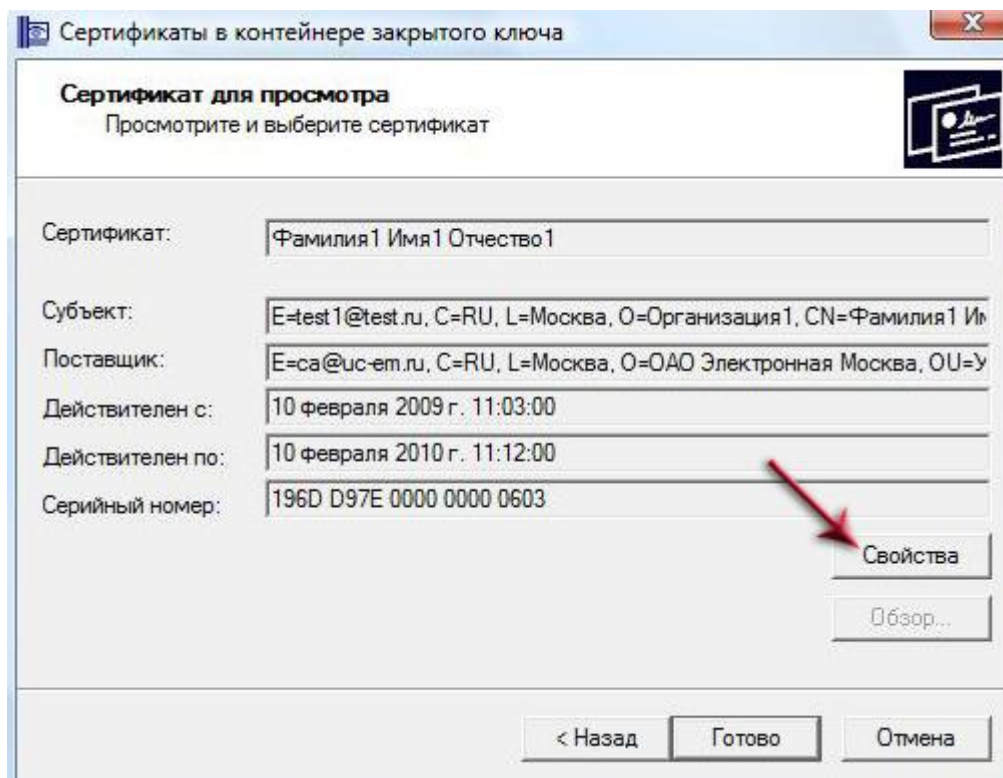 Сертификаты в контейнере закрытого ключа
Сертификат для просмотра
Просмотрите и выберите сертификат
Сертификат: Фамилия1 Имя1 Отчество1
Субъект: E=test1@test.ru, C=RU, L=Москва, O=Организация1, CN=Фамилия1 Им
Поставщик: E=ca@uc-em.ru, C=RU, L=Москва, O=ОАО Электронная Москва, OU=У
Действителен с: 10 февраля 2009 г. 11:03:00
Действителен по: 10 февраля 2010 г. 11:12:00
Серийный номер: 196D D97E 0000 0000 0603
Свойства
Обзор...
< Назад Готово Отмена